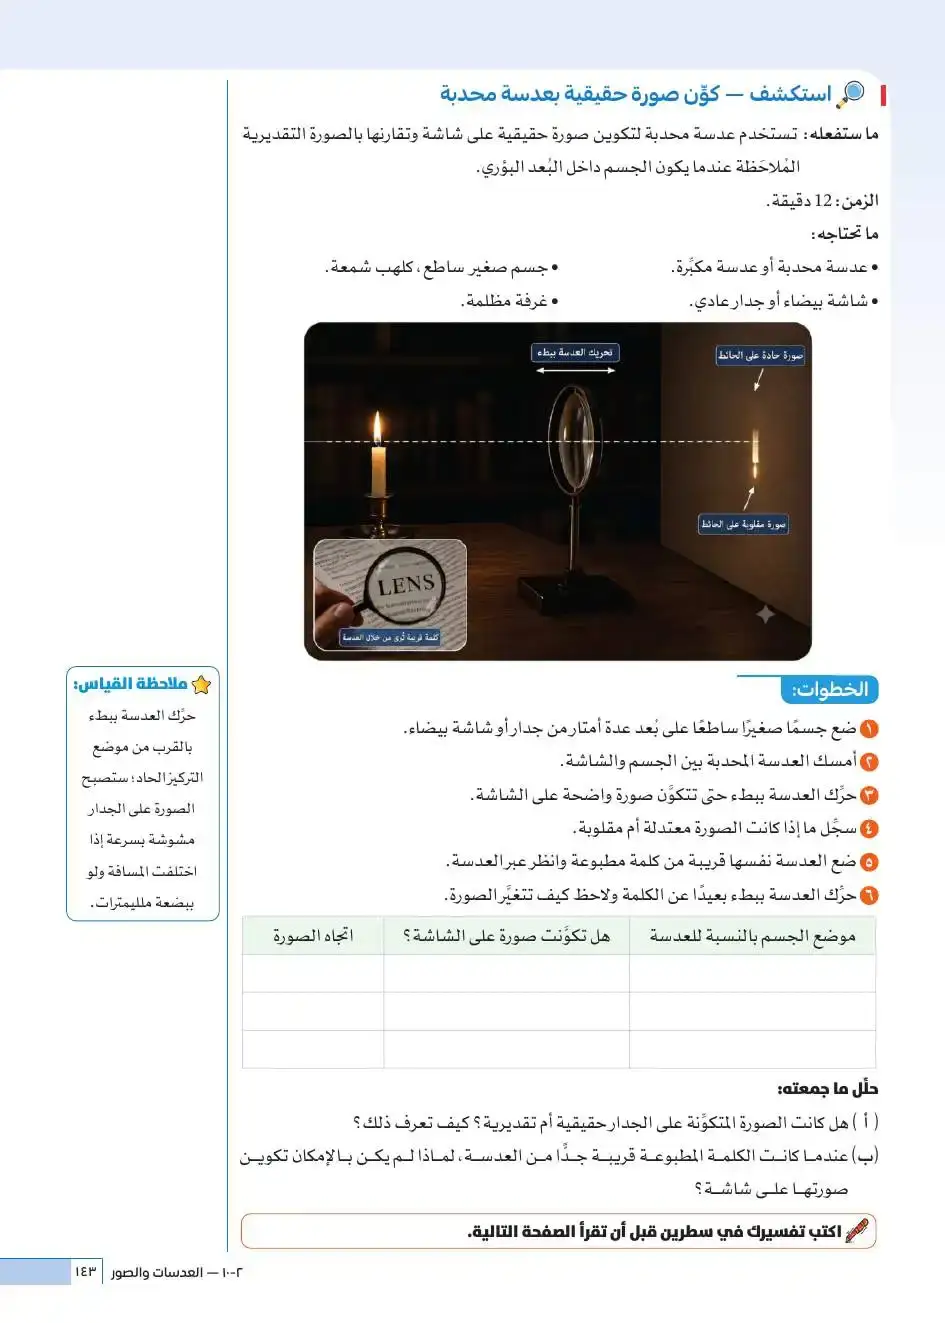 استكشف — كوِّن صورة حقيقية بعدسة محدبة
ما ستفعله: تستخدم عدسة محدبة لتكوين صورة حقيقية على شاشة وتقارنها بالصورة التقديرية
المُلاحَظة عندما يكون الجسم داخل البُعد البؤري.
الزمن: 12 دقيقة.
ما تحتاجه:
• عدسة محدبة أو عدسة مكبِّرة.
• جسم صغير ساطع، كلهب شمعة.
• شاشة بيضاء أو جدار عادي.
• غرفة مظلمة.
تحريك العدسة ببطء
صورة حادة على الحائط
صورة مقلوبة على الحائط
LENS
كلمة قريبة تُرى من خلال العدسة
الخطوات:
١ ضع جسمًا صغيرًا ساطعًا على بُعد عدة أمتار من جدار أو شاشة بيضاء.
٢ أمسك العدسة المحدبة بين الجسم والشاشة.
٣ حرِّك العدسة ببطء حتى تتكوَّن صورة واضحة على الشاشة.
٤ سجِّل ما إذا كانت الصورة معتدلة أم مقلوبة.
٥ ضع العدسة نفسها قريبة من كلمة مطبوعة وانظر عبر العدسة.
٦ حرِّك العدسة ببطء بعيدًا عن الكلمة ولاحظ كيف تتغيَّر الصورة.
موضع الجسم بالنسبة للعدسة
هل تكوَّنت صورة على الشاشة؟
اتجاه الصورة
حلِّل ما جمعته:
( أ ) هل كانت الصورة المتكوِّنة على الجدار حقيقية أم تقديرية؟ كيف تعرف ذلك؟
(ب) عندما كانت الكلمة المطبوعة قريبة جدًّا من العدسة، لماذا لم يكن بالإمكان تكوين
صورتها على شاشة؟
اكتب تفسيرك في سطرين قبل أن تقرأ الصفحة التالية.
ملاحظة القياس:
حرِّك العدسة ببطء
بالقرب من موضع
التركيز الحاد؛ ستصبح
الصورة على الجدار
مشوشة بسرعة إذا
اختلفت المسافة ولو
ببضعة ملليمترات.
٢-١٠ — العدسات والصور
١٤٣